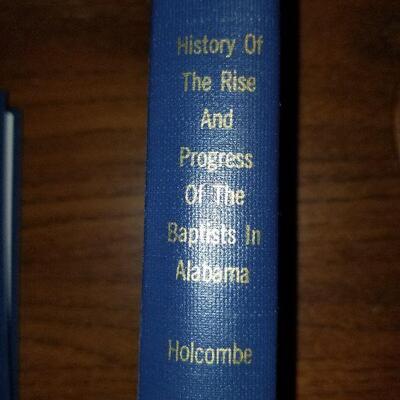 History Of
The Rise
And
Progress
Of The
Baptists In
Alabama
Holcombe